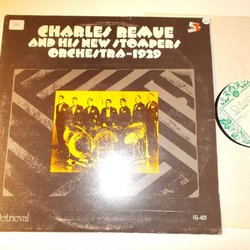 CHARLES REMUE
AND HIS NEW STOMPERS
ORCHESTRA-1929
retrieval
FG-401